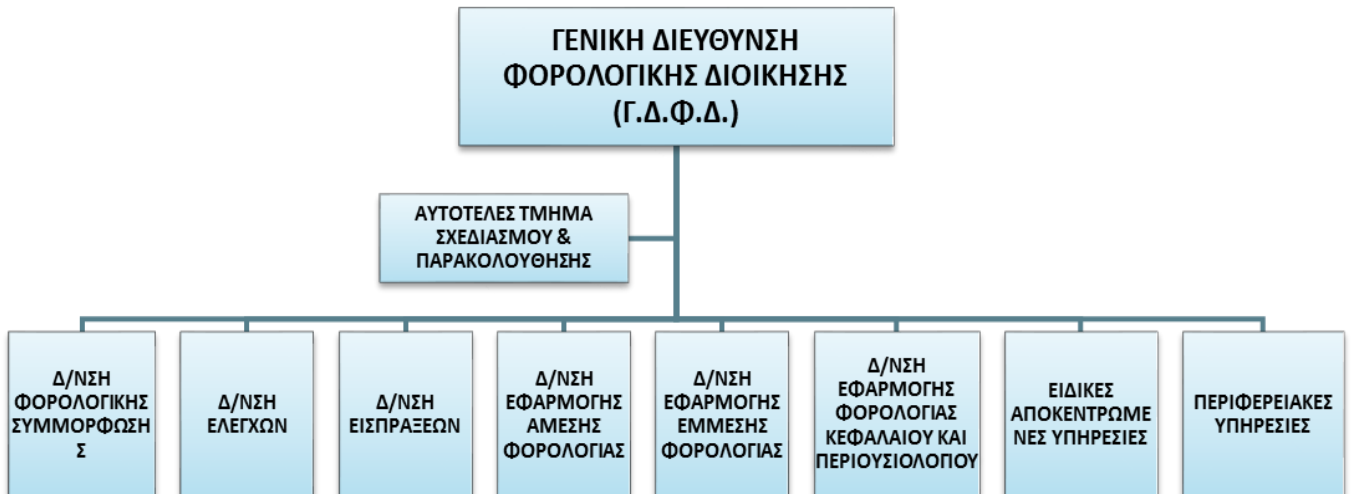 ΓΕΝΙΚΗ ΔΙΕΥΘΥΝΣΗ
ΦΟΡΟΛΟΓΙΚΗΣ ΔΙΟΙΚΗΣΗΣ
(Γ.Δ.Φ.Δ.)
ΑΥΤΟΤΕΛΕΣ ΤΜΗΜΑ
ΣΧΕΔΙΑΣΜΟΥ &
ΠΑΡΑΚΟΛΟΥΘΗΣΗΣ
Δ/ΝΣΗ
ΦΟΡΟΛΟΓΙΚΗΣ
ΣΥΜΜΟΡΦΩΣΗ
Σ
Δ/ΝΣΗ
ΕΛΕΓΧΩΝ
Δ/ΝΣΗ
ΕΙΣΠΡΑΞΕΩΝ
Δ/ΝΣΗ
ΕΦΑΡΜΟΓΗΣ
ΑΜΕΣΗΣ
ΦΟΡΟΛΟΓΙΑΣ
Δ/ΝΣΗ
ΕΦΑΡΜΟΓΗΣ
ΕΜΜΕΣΗΣ
ΦΟΡΟΛΟΓΙΑΣ
Δ/ΝΣΗ
ΕΦΑΡΜΟΓΗΣ
ΦΟΡΟΛΟΓΙΑΣ
ΚΕΦΑΛΑΙΟΥ ΚΑΙ
ΠΕΡΙΟΥΣΙΟΛΟΓΙΟΥ
ΕΙΔΙΚΕΣ
ΑΠΟΚΕΝΤΡΩΜΕ
ΝΕΣ ΥΠΗΡΕΣΙΕΣ
ΠΕΡΙΦΕΡΕΙΑΚΕΣ
ΥΠΗΡΕΣΙΕΣ